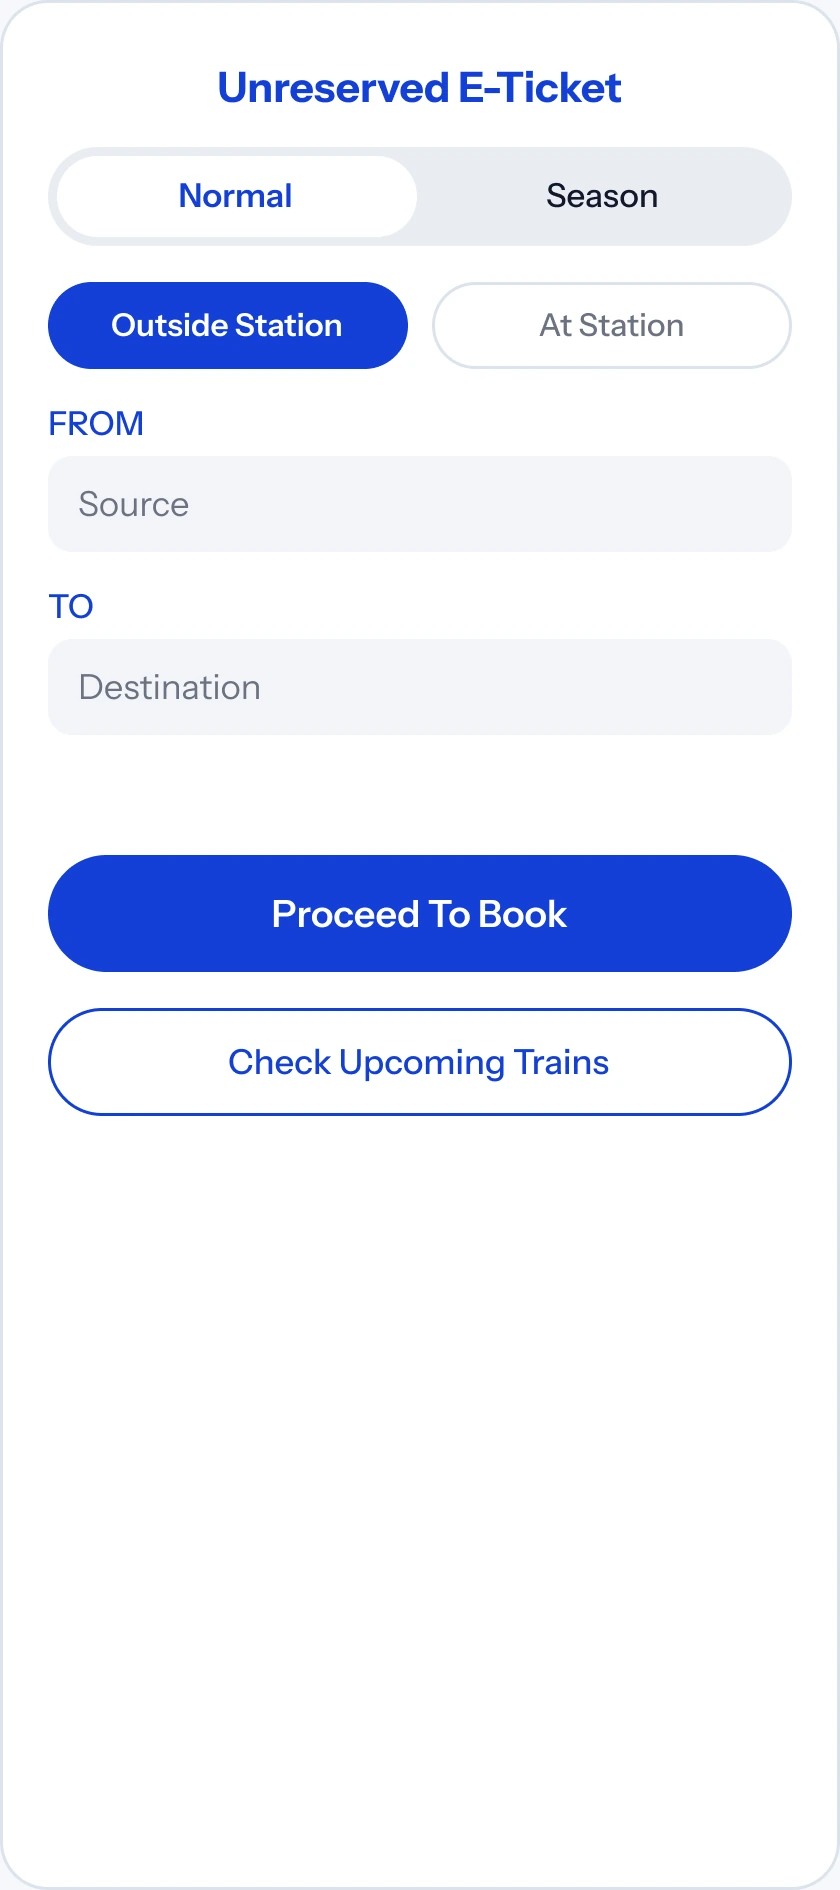 Unreserved E-Ticket
Normal
Season
Outside Station
At Station
FROM
Source
TO
Destination
Proceed To Book
Check Upcoming Trains